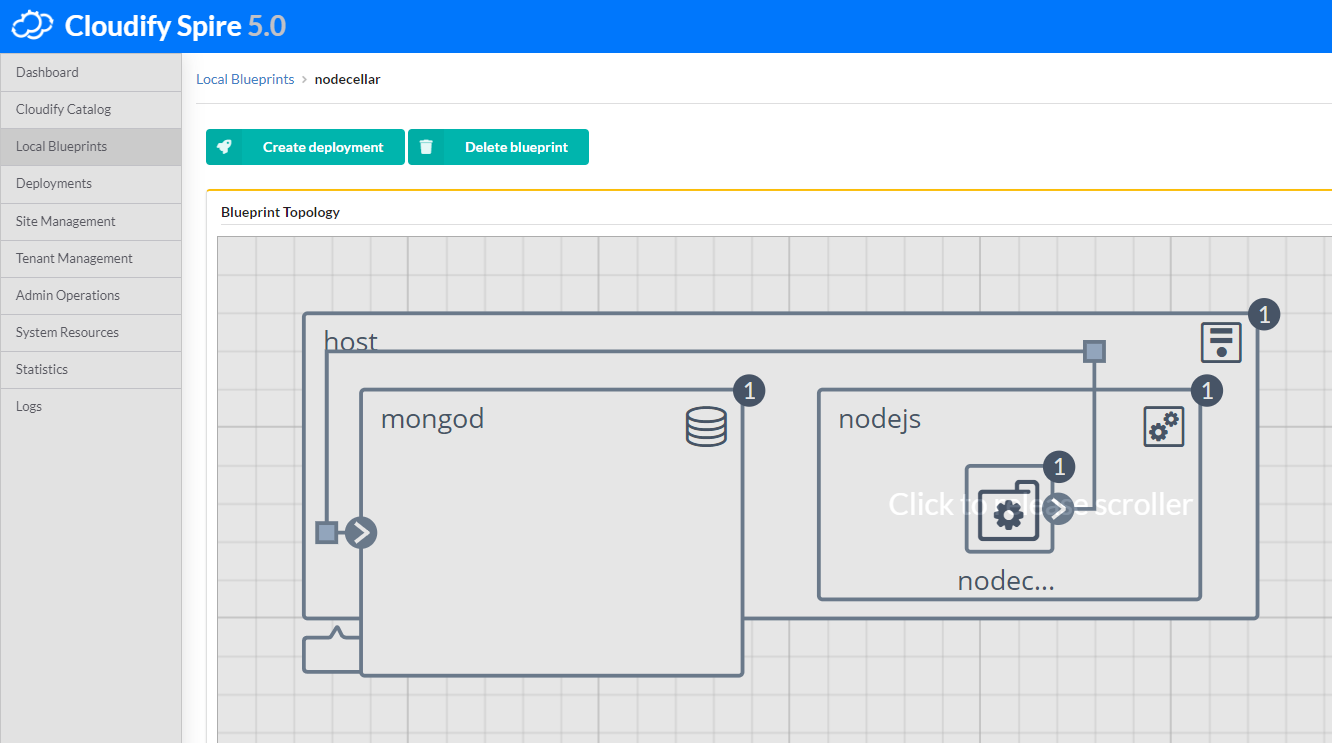 Cloudify Spire 5.0
Dashboard
Cloudify Catalog
Local Blueprints
Deployments
Site Management
Tenant Management
Admin Operations
System Resources
Statistics
Logs
Local Blueprints > nodecellar
Create deployment
Delete blueprint
Blueprint Topology
host
1
mongod
1
nodejs
1
1
Click to release scroller
nodec...